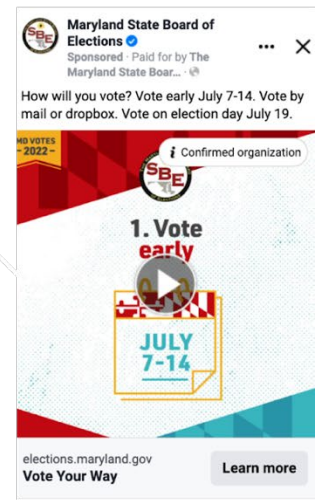 Maryland State Board of
Elections
Sponsored · Paid for by The
Maryland State Boar... ·
How will you vote? Vote early July 7-14. Vote by
mail or dropbox. Vote on election day July 19.
MD VOTES
- 2022 -
i Confirmed organization
SBE
1. Vote
early
JULY
7-14
elections.maryland.gov
Vote Your Way
Learn more